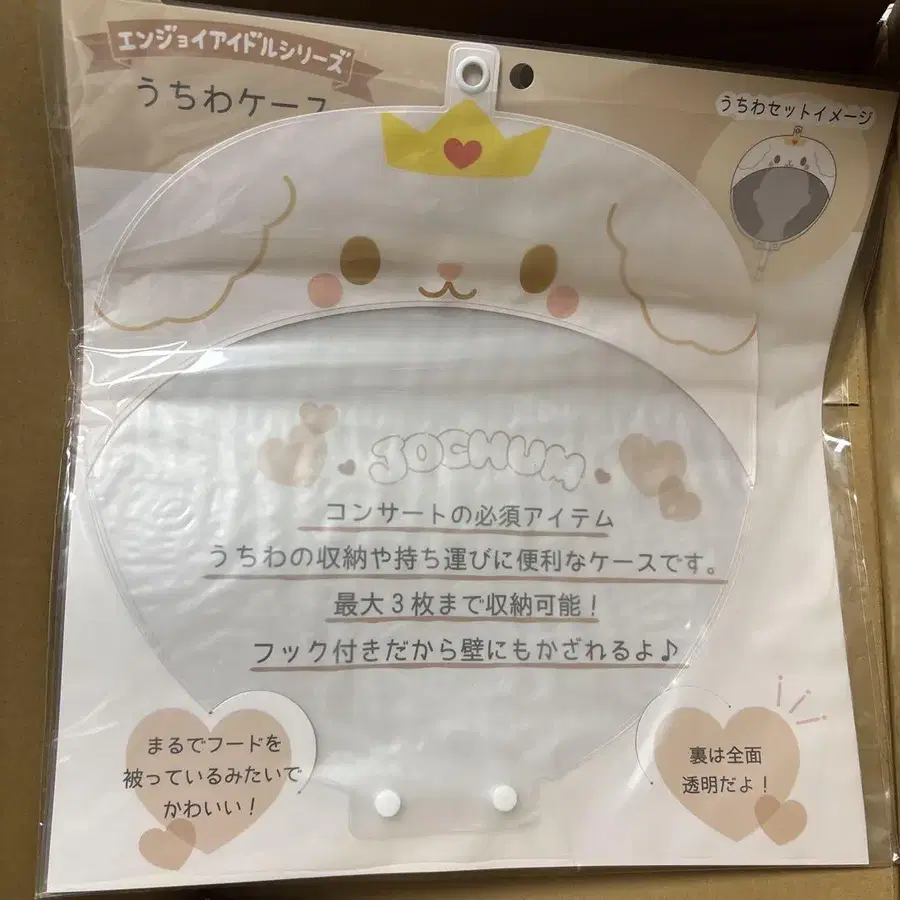 エンジョイアイドルシリーズ
うちわケース
うちわセットイメージ
JOCHUM
コンサートの必須アイテム
うちわの収納や持ち運びに便利なケースです。
最大3枚まで収納可能！
フック付きだから壁にもかざれるよ♪
まるでフードを
被っているみたいで
かわいい！
裏は全面
透明だよ！